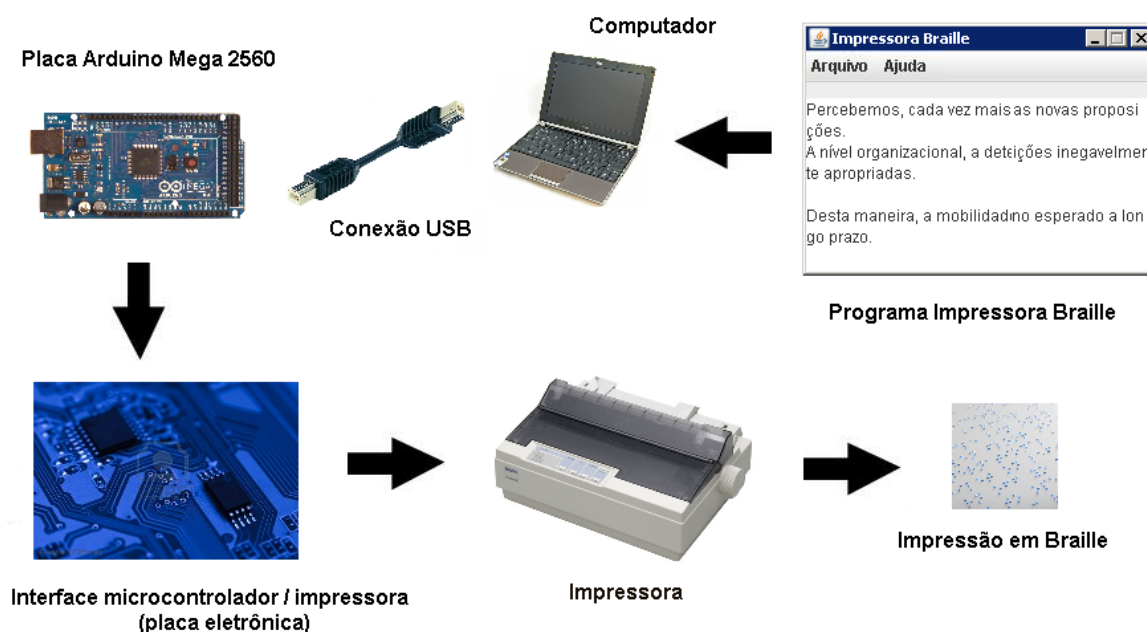 Computador
Placa Arduino Mega 2560
Conexão USB
Impressora Braille
Arquivo Ajuda
Percebemos, cada vez mais as novas proposi
ções.
A nível organizacional, a deteições inegavelmen
te apropriadas.
Desta maneira, a mobilidadno esperado a lon
go prazo.
Programa Impressora Braille
Interface microcontrolador / impressora
(placa eletrônica)
Impressora
Impressão em Braille